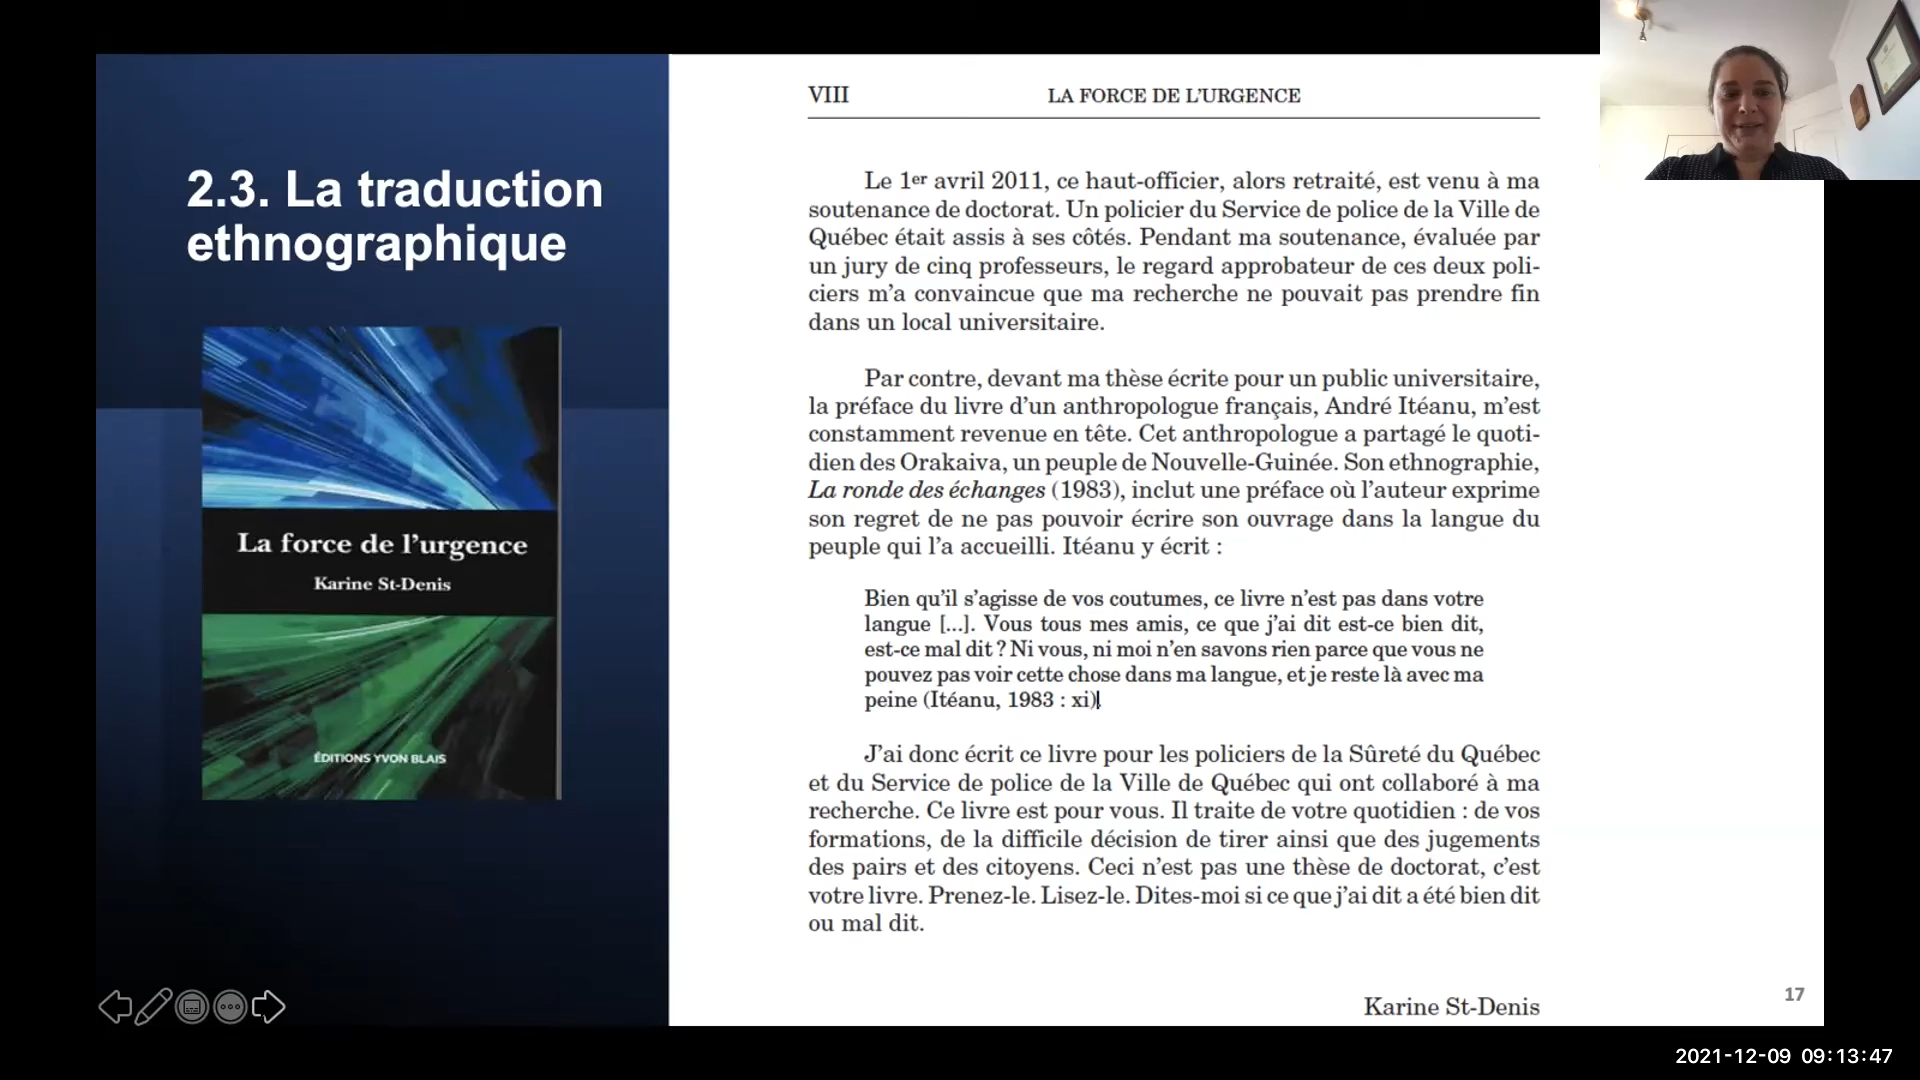 2.3. La traduction
ethnographique
La force de l’urgence
Karine St-Denis
ÉDITIONS YVON BLAIS
VIII LA FORCE DE L’URGENCE
Le 1er avril 2011, ce haut-officier, alors retraité, est venu à ma
soutenance de doctorat. Un policier du Service de police de la Ville de
Québec était assis à ses côtés. Pendant ma soutenance, évaluée par
un jury de cinq professeurs, le regard approbateur de ces deux poli-
ciers m’a convaincue que ma recherche ne pouvait pas prendre fin
dans un local universitaire.
Par contre, devant ma thèse écrite pour un public universitaire,
la préface du livre d’un anthropologue français, André Itéanu, m’est
constamment revenue en tête. Cet anthropologue a partagé le quoti-
dien des Orakaiva, un peuple de Nouvelle-Guinée. Son ethnographie,
La ronde des échanges (1983), inclut une préface où l’auteur exprime
son regret de ne pas pouvoir écrire son ouvrage dans la langue du
peuple qui l’a accueilli. Itéanu y écrit :
Bien qu’il s’agisse de vos coutumes, ce livre n’est pas dans votre
langue [...]. Vous tous mes amis, ce que j’ai dit est-ce bien dit,
est-ce mal dit ? Ni vous, ni moi n’en savons rien parce que vous ne
pouvez pas voir cette chose dans ma langue, et je reste là avec ma
peine (Itéanu, 1983 : xi).
J’ai donc écrit ce livre pour les policiers de la Sûreté du Québec
et du Service de police de la Ville de Québec qui ont collaboré à ma
recherche. Ce livre est pour vous. Il traite de votre quotidien : de vos
formations, de la difficile décision de tirer ainsi que des jugements
des pairs et des citoyens. Ceci n’est pas une thèse de doctorat, c’est
votre livre. Prenez-le. Lisez-le. Dites-moi si ce que j’ai dit a été bien dit
ou mal dit.
Karine St-Denis
17
2021-12-09 09:13:47